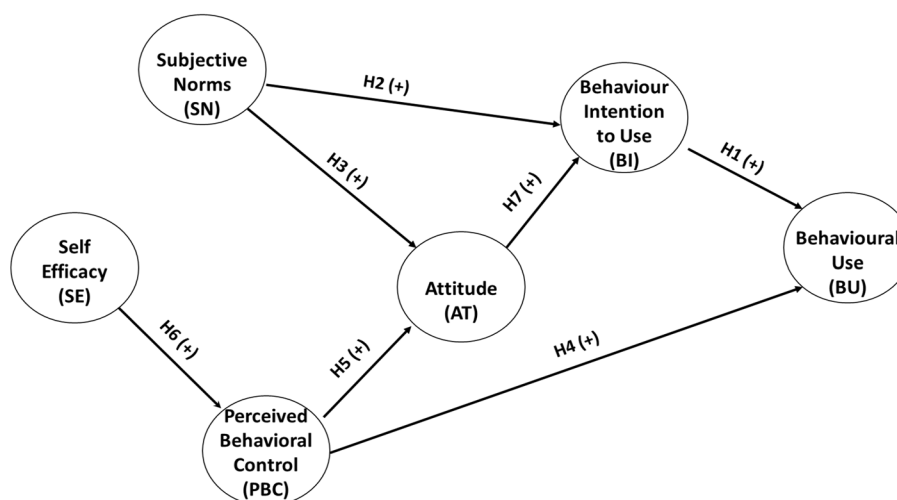 Subjective
Norms
(SN)
H2 (+)
Behaviour
Intention
to Use
(BI)
H1 (+)
H3 (+)
H7 (+)
Self
Efficacy
(SE)
Attitude
(AT)
Behavioural
Use
(BU)
H6 (+)
H5 (+)
H4 (+)
Perceived
Behavioral
Control
(PBC)